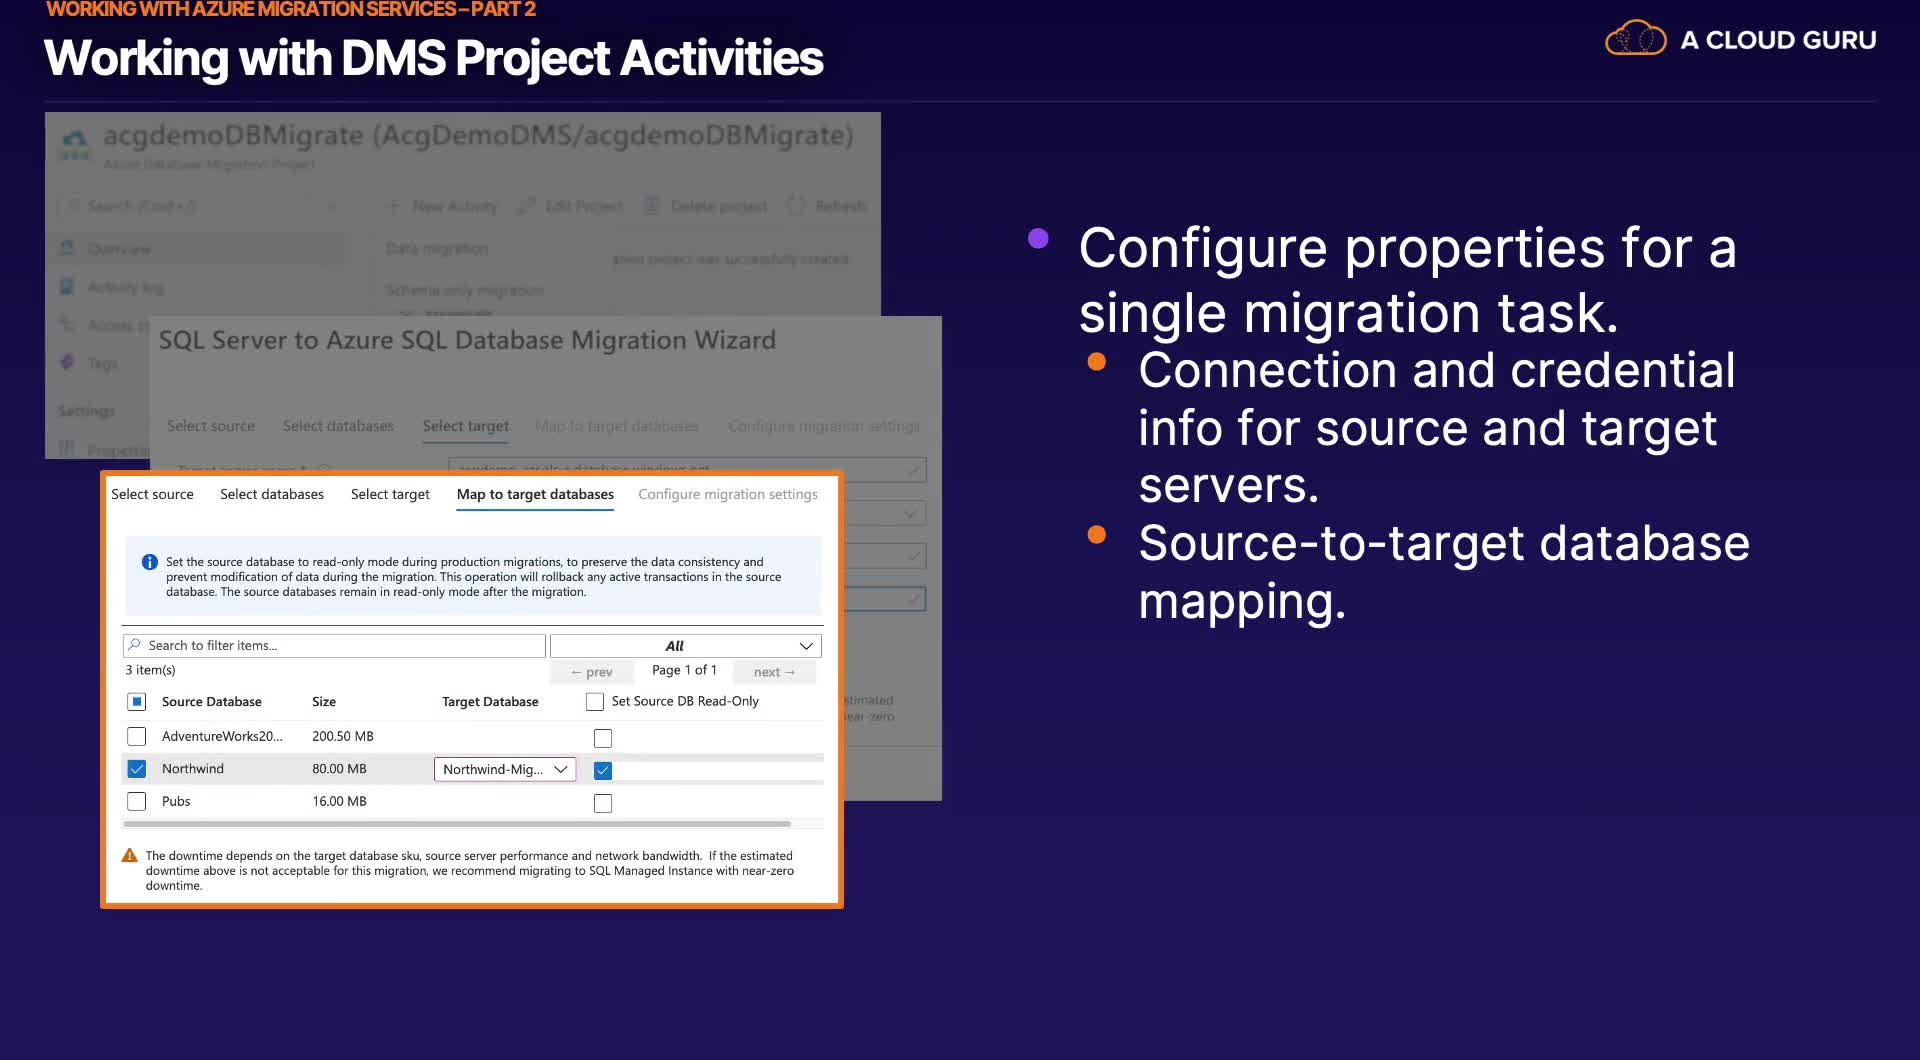 WORKING WITH AZURE MIGRATION SERVICES – PART 2
Working with DMS Project Activities
A CLOUD GURU
acgdemoDBMigrate (AcgDemoDMS/acgdemoDBMigrate)
Azure Database Migration Project
Search (Cmd+/)
New Activity
Edit Project
Delete project
Refresh
Overview
Data migration
project was successfully created
Activity log
Schema only migration
Access
Tags
Settings
Properties
SQL Server to Azure SQL Database Migration Wizard
Select source
Select databases
Select target
Map to target databases
Configure migration settings
Select source
Select databases
Select target
Map to target databases
Configure migration settings
Set the source database to read-only mode during production migrations, to preserve the data consistency and
prevent modification of data during the migration. This operation will rollback any active transactions in the source
database. The source databases remain in read-only mode after the migration.
Search to filter items...
All
3 item(s)
← prev
Page 1 of 1
next →
Source Database
Size
Target Database
Set Source DB Read-Only
AdventureWorks20...
200.50 MB
Northwind
80.00 MB
Northwind-Mig...
Pubs
16.00 MB
The downtime depends on the target database sku, source server performance and network bandwidth. If the estimated
downtime above is not acceptable for this migration, we recommend migrating to SQL Managed Instance with near-zero
downtime.
Configure properties for a
single migration task.
Connection and credential
info for source and target
servers.
Source-to-target database
mapping.